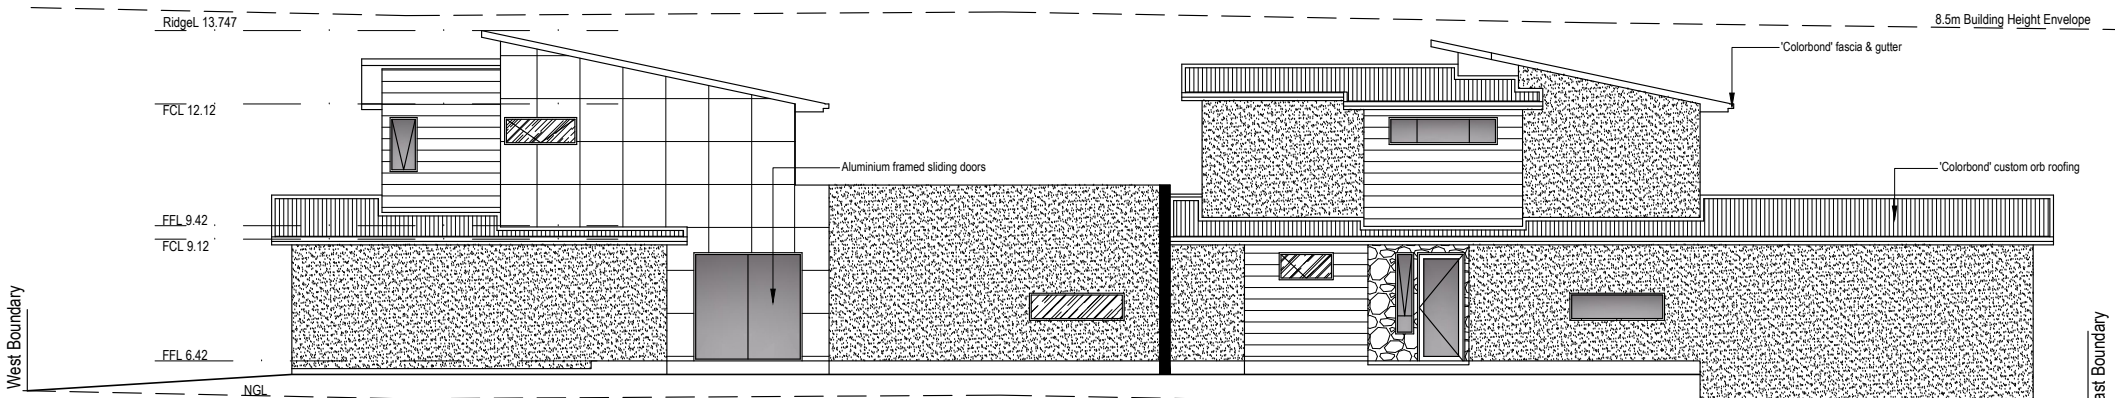 RidgeL 13.747
8.5m Building Height Envelope
'Colorbond' fascia & gutter
FCL 12.12
Aluminium framed sliding doors
'Colorbond' custom orb roofing
FFL 9.42
FCL 9.12
West Boundary
FFL 6.42
NGL
ast Boundary